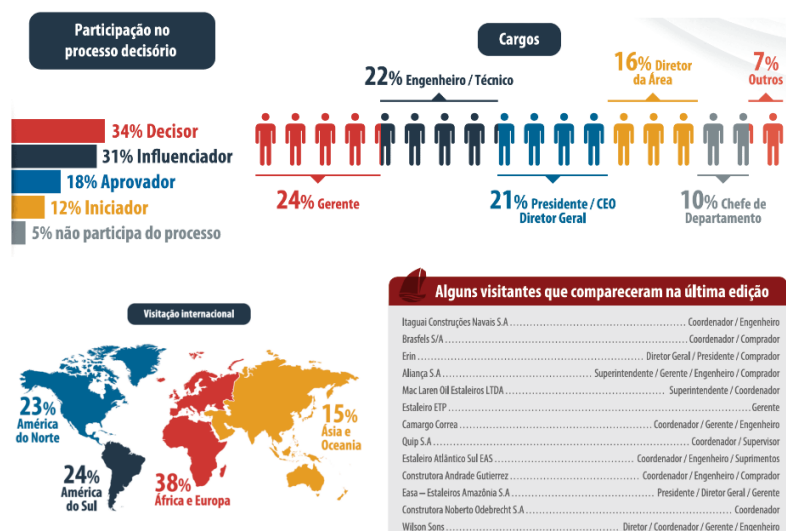 Participação no
processo decisório
34% Decisor
31% Influenciador
18% Aprovador
12% Iniciador
5% não participa do processo
Cargos
22% Engenheiro / Técnico
16% Diretor
da Área
7%
Outros
24% Gerente
21% Presidente / CEO
Diretor Geral
10% Chefe de
Departamento
Visitação internacional
23%
América
do Norte
24%
América
do Sul
38%
África e Europa
15%
Ásia e
Oceania
Alguns visitantes que compareceram na última edição
Itaguai Construções Navais S.A Coordenador / Engenheiro
Brasfels S/A Coordenador / Comprador
Erin Diretor Geral / Presidente / Comprador
Aliança S.A Superintendente / Gerente / Engenheiro / Comprador
Mac Laren Oil Estaleiros LTDA Superintendente / Coordenador
Estaleiro ETP Gerente
Camargo Correa Coordenador / Gerente / Engenheiro
Quip S.A Coordenador / Supervisor
Estaleiro Atlântico Sul EAS Coordenador / Engenheiro / Suprimentos
Construtora Andrade Gutierrez Coordenador / Engenheiro / Comprador
Easa – Estaleiros Amazônia S.A Presidente / Diretor Geral / Gerente
Construtora Noberto Odebrecht S.A Coordenador
Wilson Sons Diretor / Coordenador / Gerente / Engenheiro